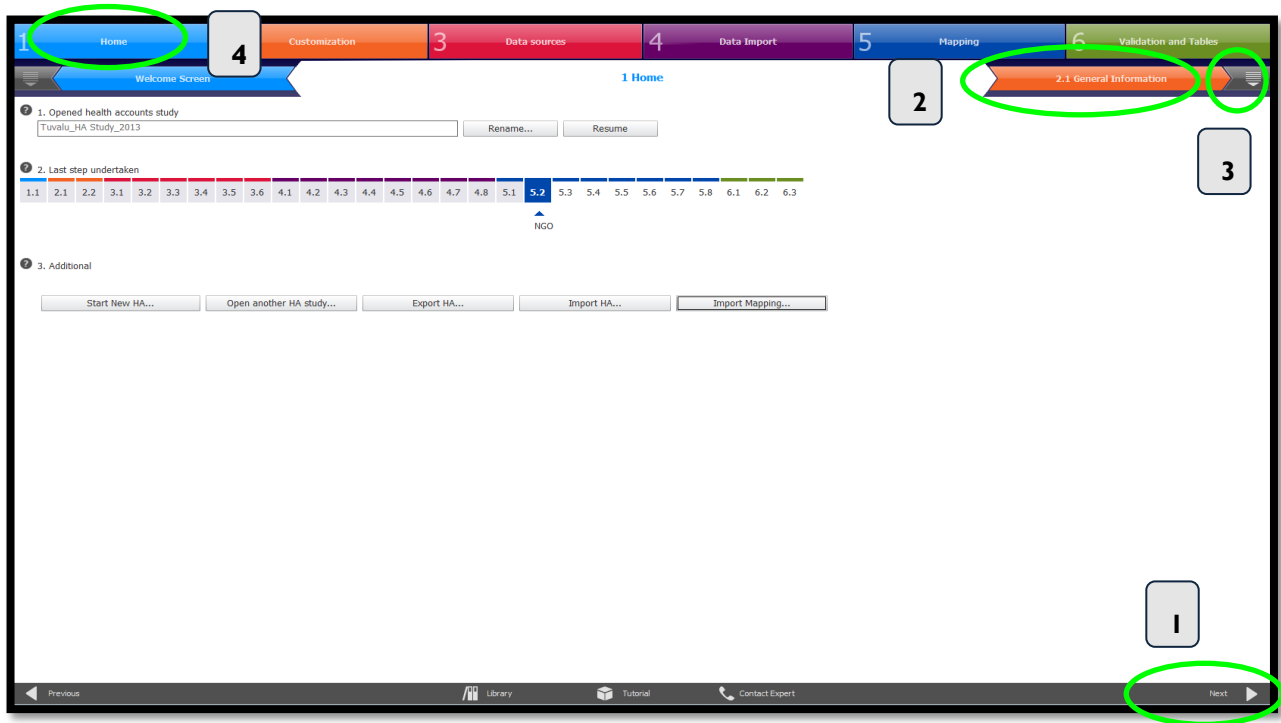 1 Home 4 Customization 3 Data sources 4 Data Import 5 Mapping 6 Validation and Tables
Welcome Screen 1 Home 2 2.1 General Information
1. Opened health accounts study
Tuvalu_HA Study_2013 Rename... Resume
3
2. Last step undertaken
1.1 2.1 2.2 3.1 3.2 3.3 3.4 3.5 3.6 4.1 4.2 4.3 4.4 4.5 4.6 4.7 4.8 5.1 5.2 5.3 5.4 5.5 5.6 5.7 5.8 6.1 6.2 6.3
NGO
3. Additional
Start New HA... Open another HA study... Export HA... Import HA... Import Mapping...
1
Previous Library Tutorial Contact Expert Next